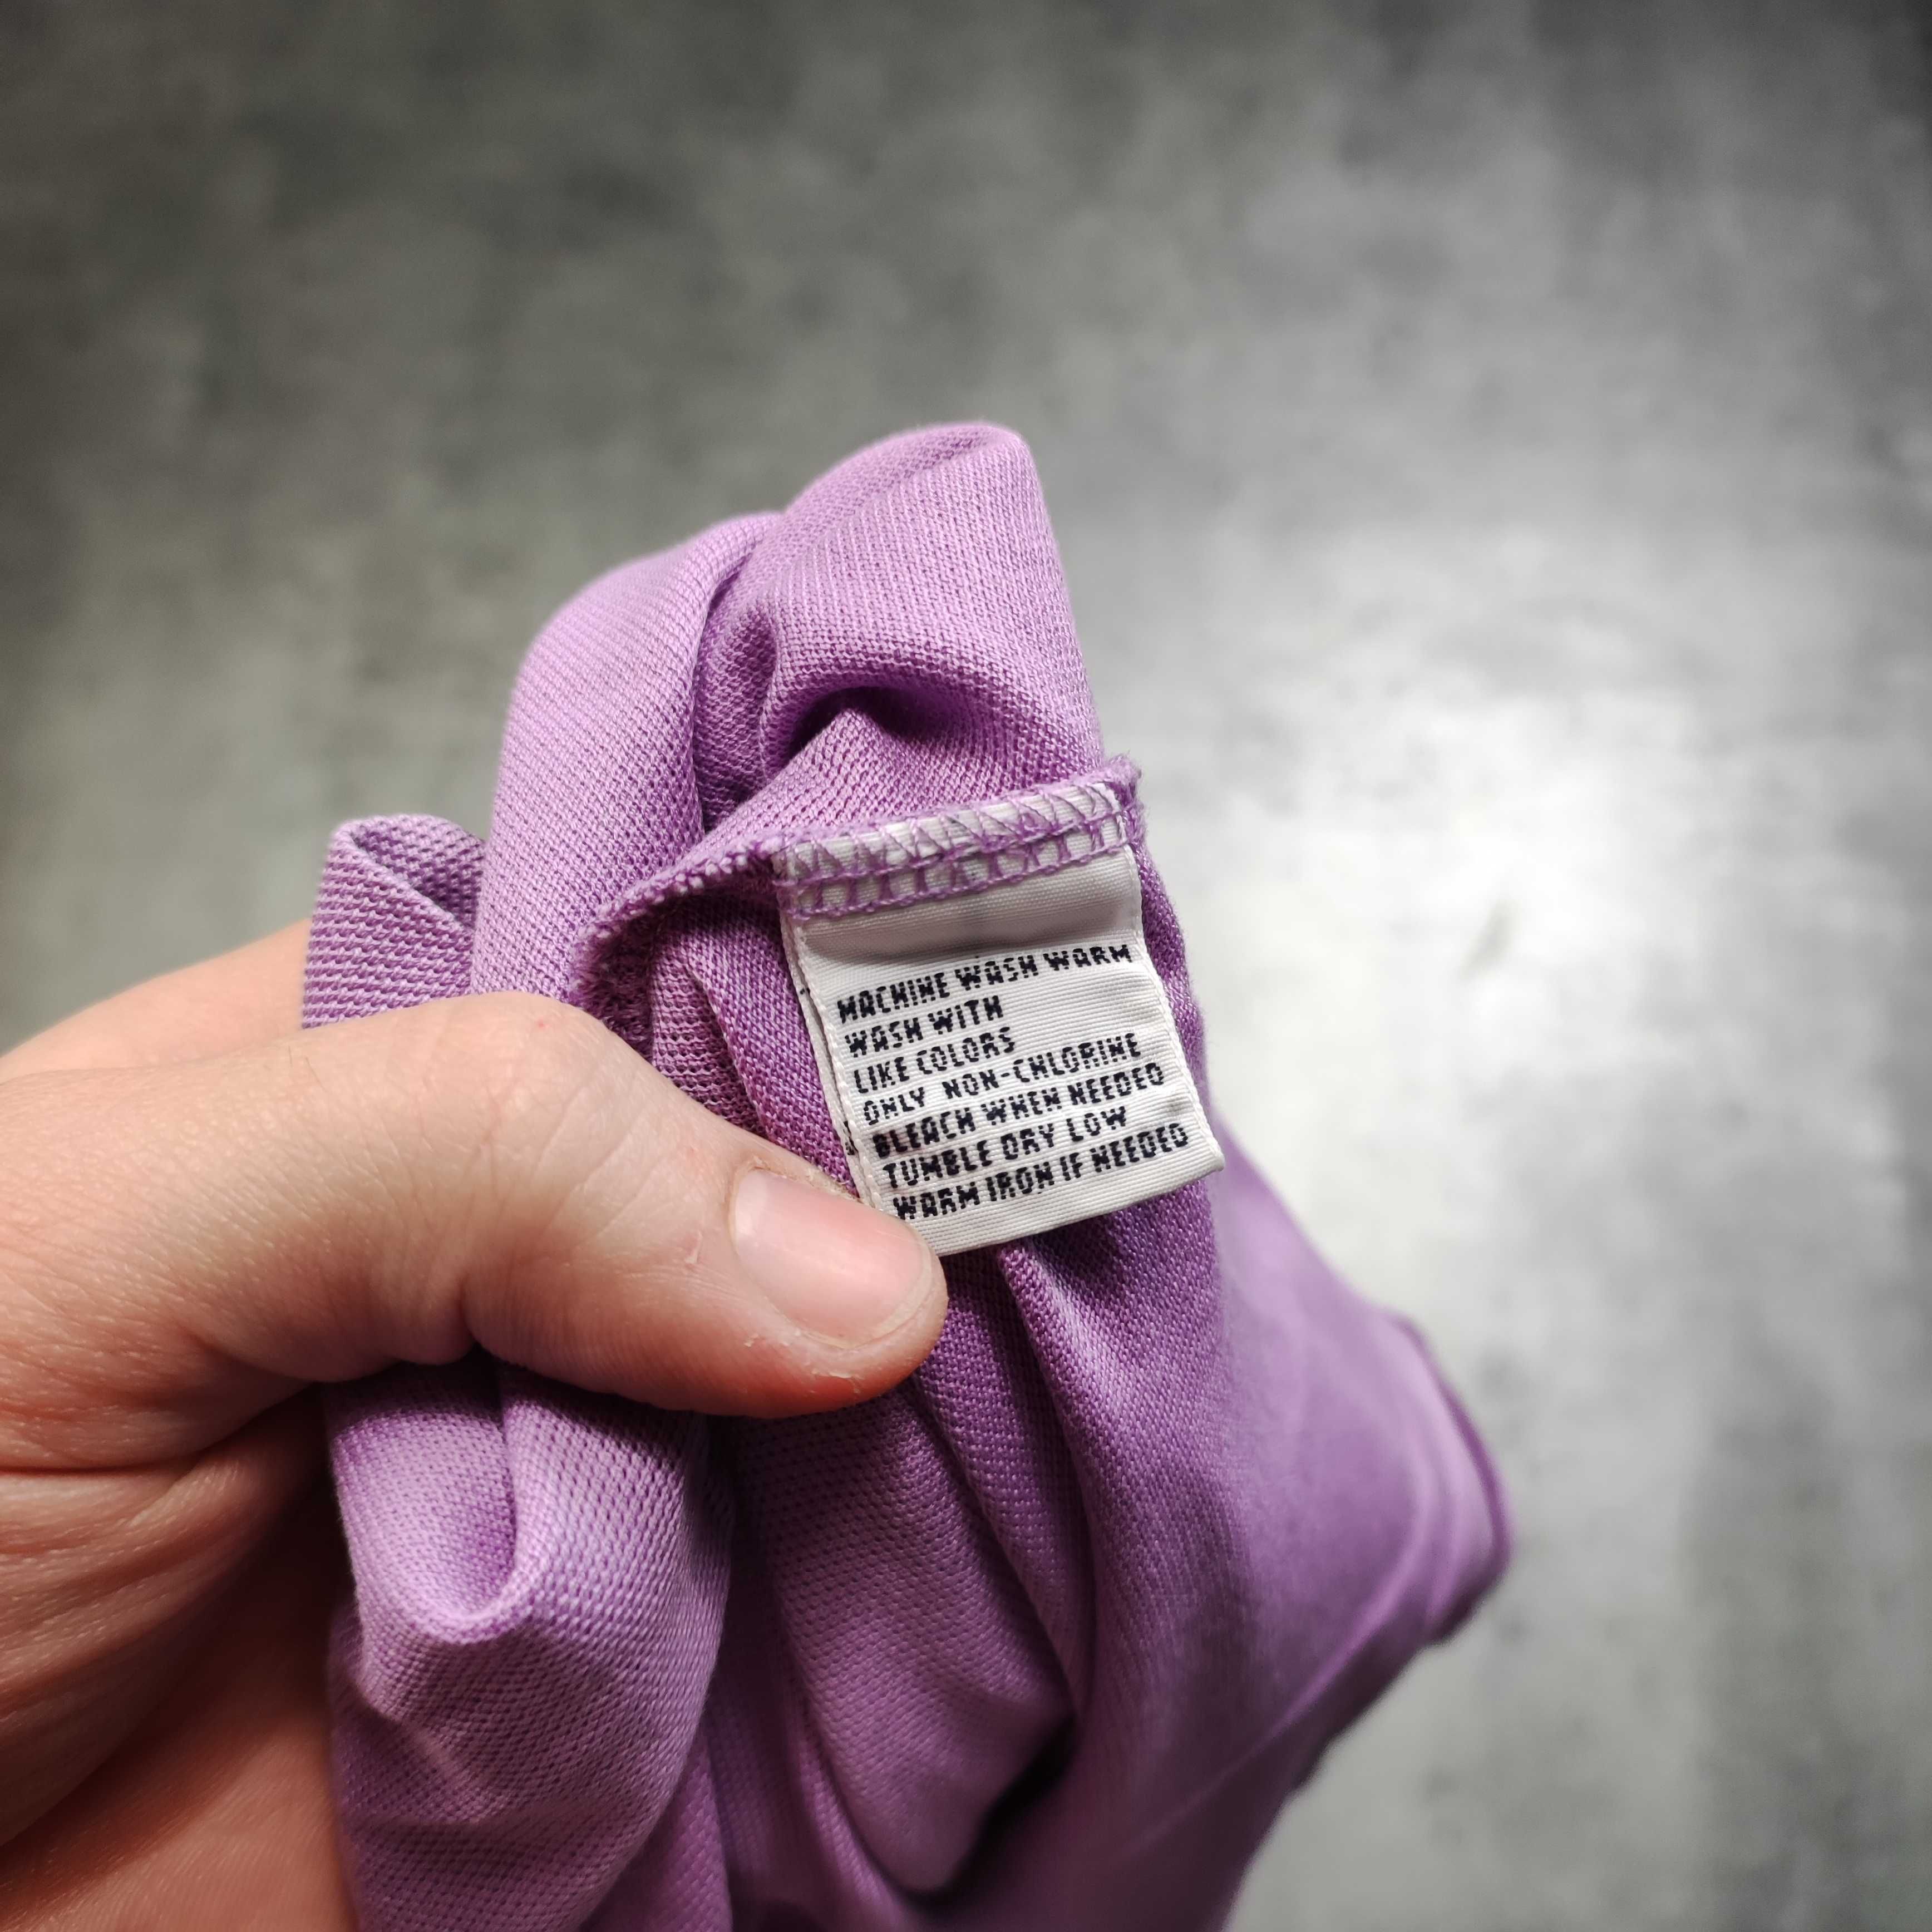 MACHINE WASH WARM
WASH WITH
LIKE COLORS
ONLY NON-CHLORINE
BLEACH WHEN NEEDED
TUMBLE DRY LOW
WARM IRON IF NEEDED